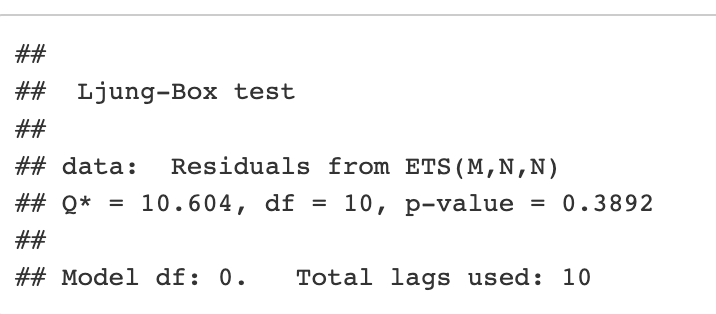 ##
##  Ljung-Box test
##
## data:  Residuals from ETS(M,N,N)
## Q* = 10.604, df = 10, p-value = 0.3892
##
## Model df: 0.   Total lags used: 10